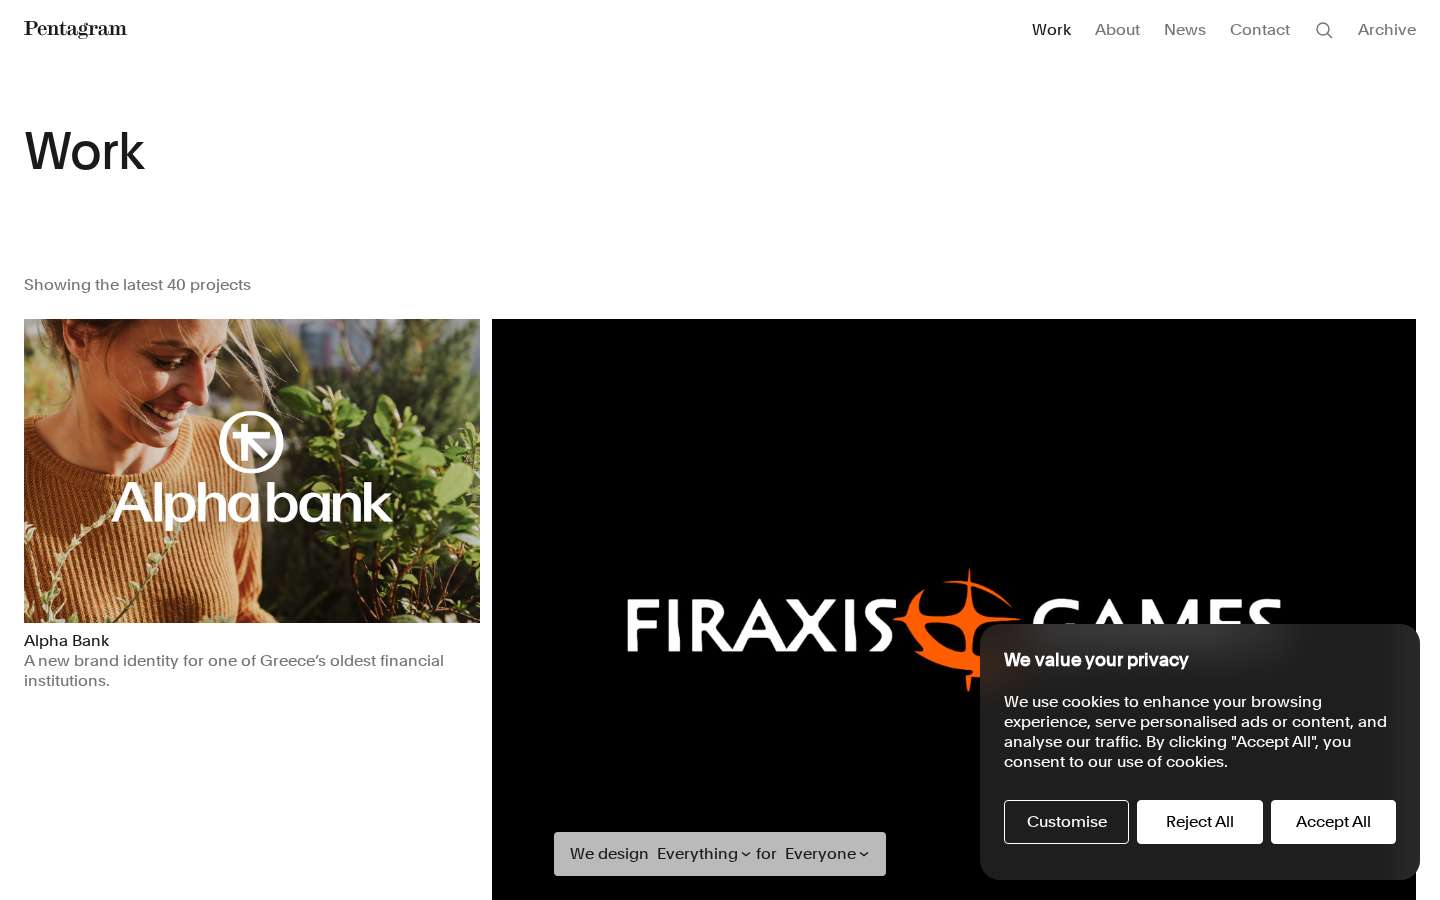 Pentagram
Work About News Contact Archive
Work
Showing the latest 40 projects
Alpha bank
Alpha Bank
A new brand identity for one of Greece’s oldest financial
institutions.
FIRAXIS GAMES
We design Everything for Everyone
We value your privacy
We use cookies to enhance your browsing
experience, serve personalised ads or content, and
analyse our traffic. By clicking "Accept All", you
consent to our use of cookies.
Customise Reject All Accept All